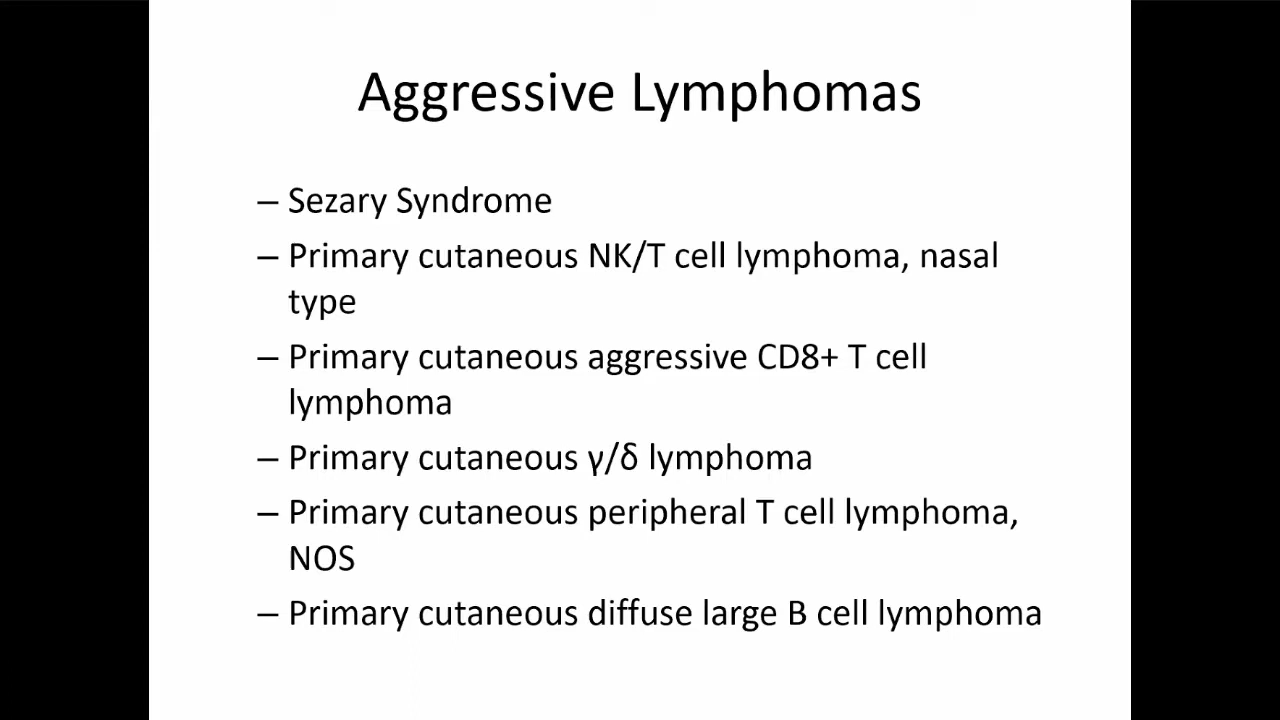 Aggressive Lymphomas
– Sezary Syndrome
– Primary cutaneous NK/T cell lymphoma, nasal
type
– Primary cutaneous aggressive CD8+ T cell
lymphoma
– Primary cutaneous γ/δ lymphoma
– Primary cutaneous peripheral T cell lymphoma,
NOS
– Primary cutaneous diffuse large B cell lymphoma